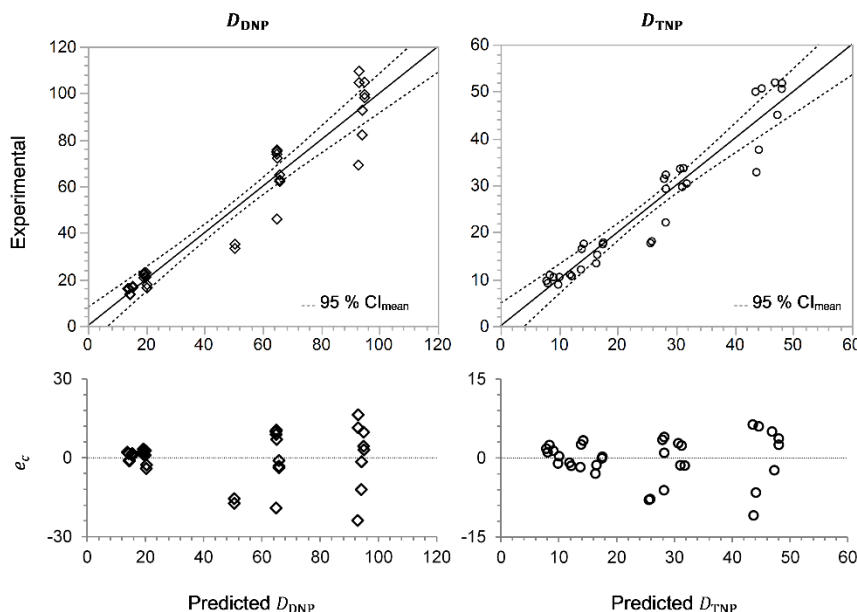 D_DNP
D_TNP
120
100
80
60
40
20
0
Experimental
---- 95 % CI_mean
0 20 40 60 80 100 120
60
50
40
30
20
10
0
---- 95 % CI_mean
0 10 20 30 40 50 60
30
0
-30
e_c
0 20 40 60 80 100 120
Predicted D_DNP
15
0
-15
0 10 20 30 40 50 60
Predicted D_TNP